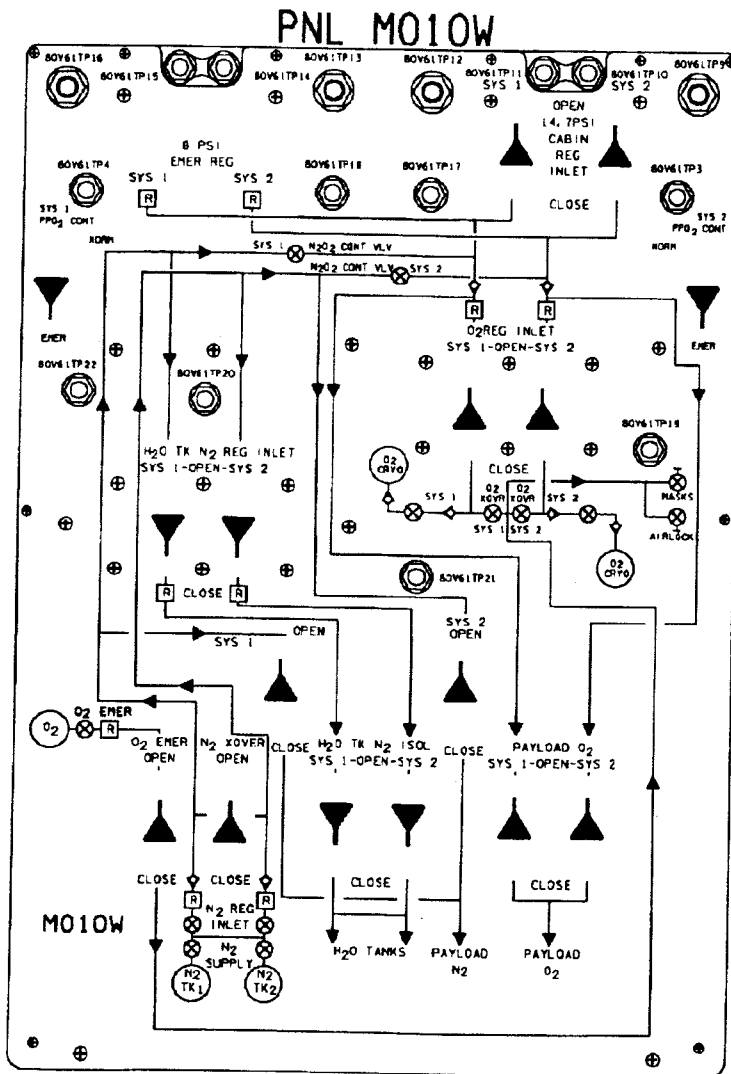 PNL MO10W
80V61TP16
80V61TP15
80V61TP14
80V61TP13
80V61TP12
80V61TP11
SYS 1
80V61TP10
SYS 2
80V61TP9
OPEN
14.7PSI
CABIN
REG
INLET
CLOSE
8 PSI
EMER REG
SYS 1
SYS 2
R
R
80V61TP4
SYS 1
PPO2 CONT
NORM
EMER
80V61TP18
80V61TP17
80V61TP3
SYS 2
PPO2 CONT
NORM
EMER
SYS 1
N2O2 CONT VLV
N2O2 CONT VLV
SYS 2
R
R
O2REG INLET
SYS 1-OPEN-SYS 2
CLOSE
80V61TP22
80V61TP20
80V61TP19
H2O TK N2 REG INLET
SYS 1-OPEN-SYS 2
R
CLOSE
R
O2
CRYO
SYS 1
O2
XOVR
O2
XOVR
SYS 2
SYS 1
SYS 2
MASKS
AIRLOCK
O2
CRYO
80V61TP21
SYS 1
OPEN
SYS 2
OPEN
O2
O2 EMER
R
O2 EMER
OPEN
CLOSE
N2 XOVER
OPEN
CLOSE
CLOSE
H2O TK N2 ISOL
SYS 1-OPEN-SYS 2
CLOSE
CLOSE
PAYLOAD O2
SYS 1-OPEN-SYS 2
CLOSE
MO10W
R
N2 REG
INLET
R
N2
SUPPLY
N2
TK1
N2
TK2
H2O TANKS
PAYLOAD
N2
PAYLOAD
O2